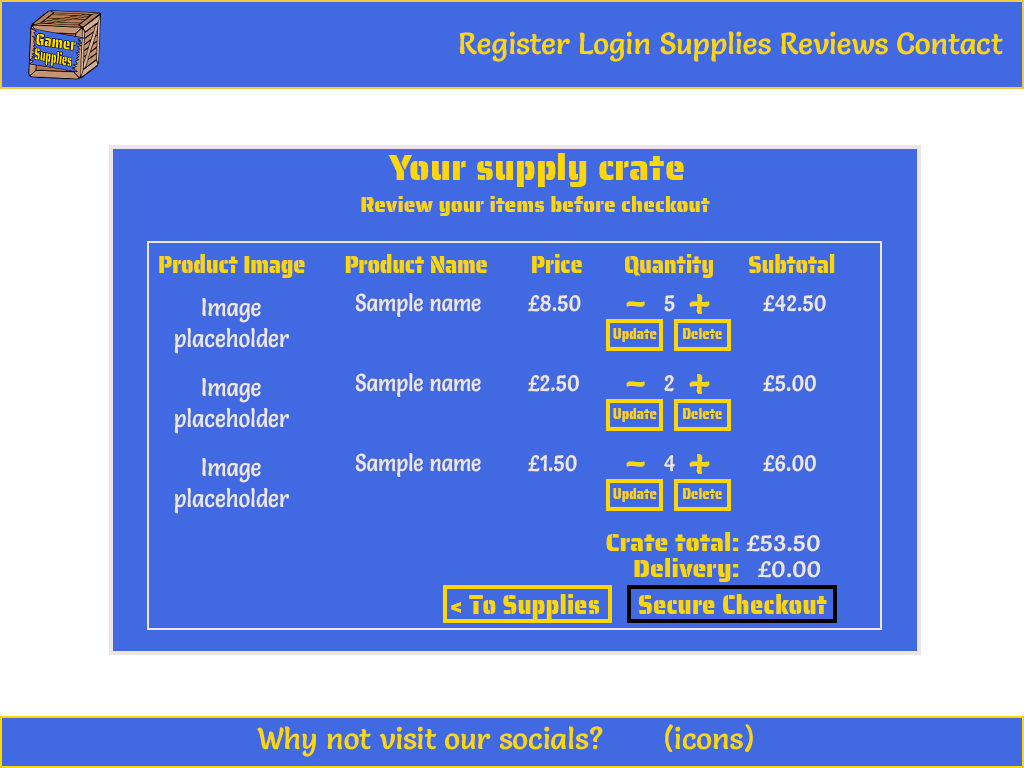 Gamer
Supplies
Register Login Supplies Reviews Contact
Your supply crate
Review your items before checkout
Product Image Product Name Price Quantity Subtotal
Image placeholder Sample name £8.50 ~ 5 + £42.50
Update Delete
Image placeholder Sample name £2.50 ~ 2 + £5.00
Update Delete
Image placeholder Sample name £1.50 ~ 4 + £6.00
Update Delete
Crate total: £53.50
Delivery: £0.00
< To Supplies Secure Checkout
Why not visit our socials? (icons)